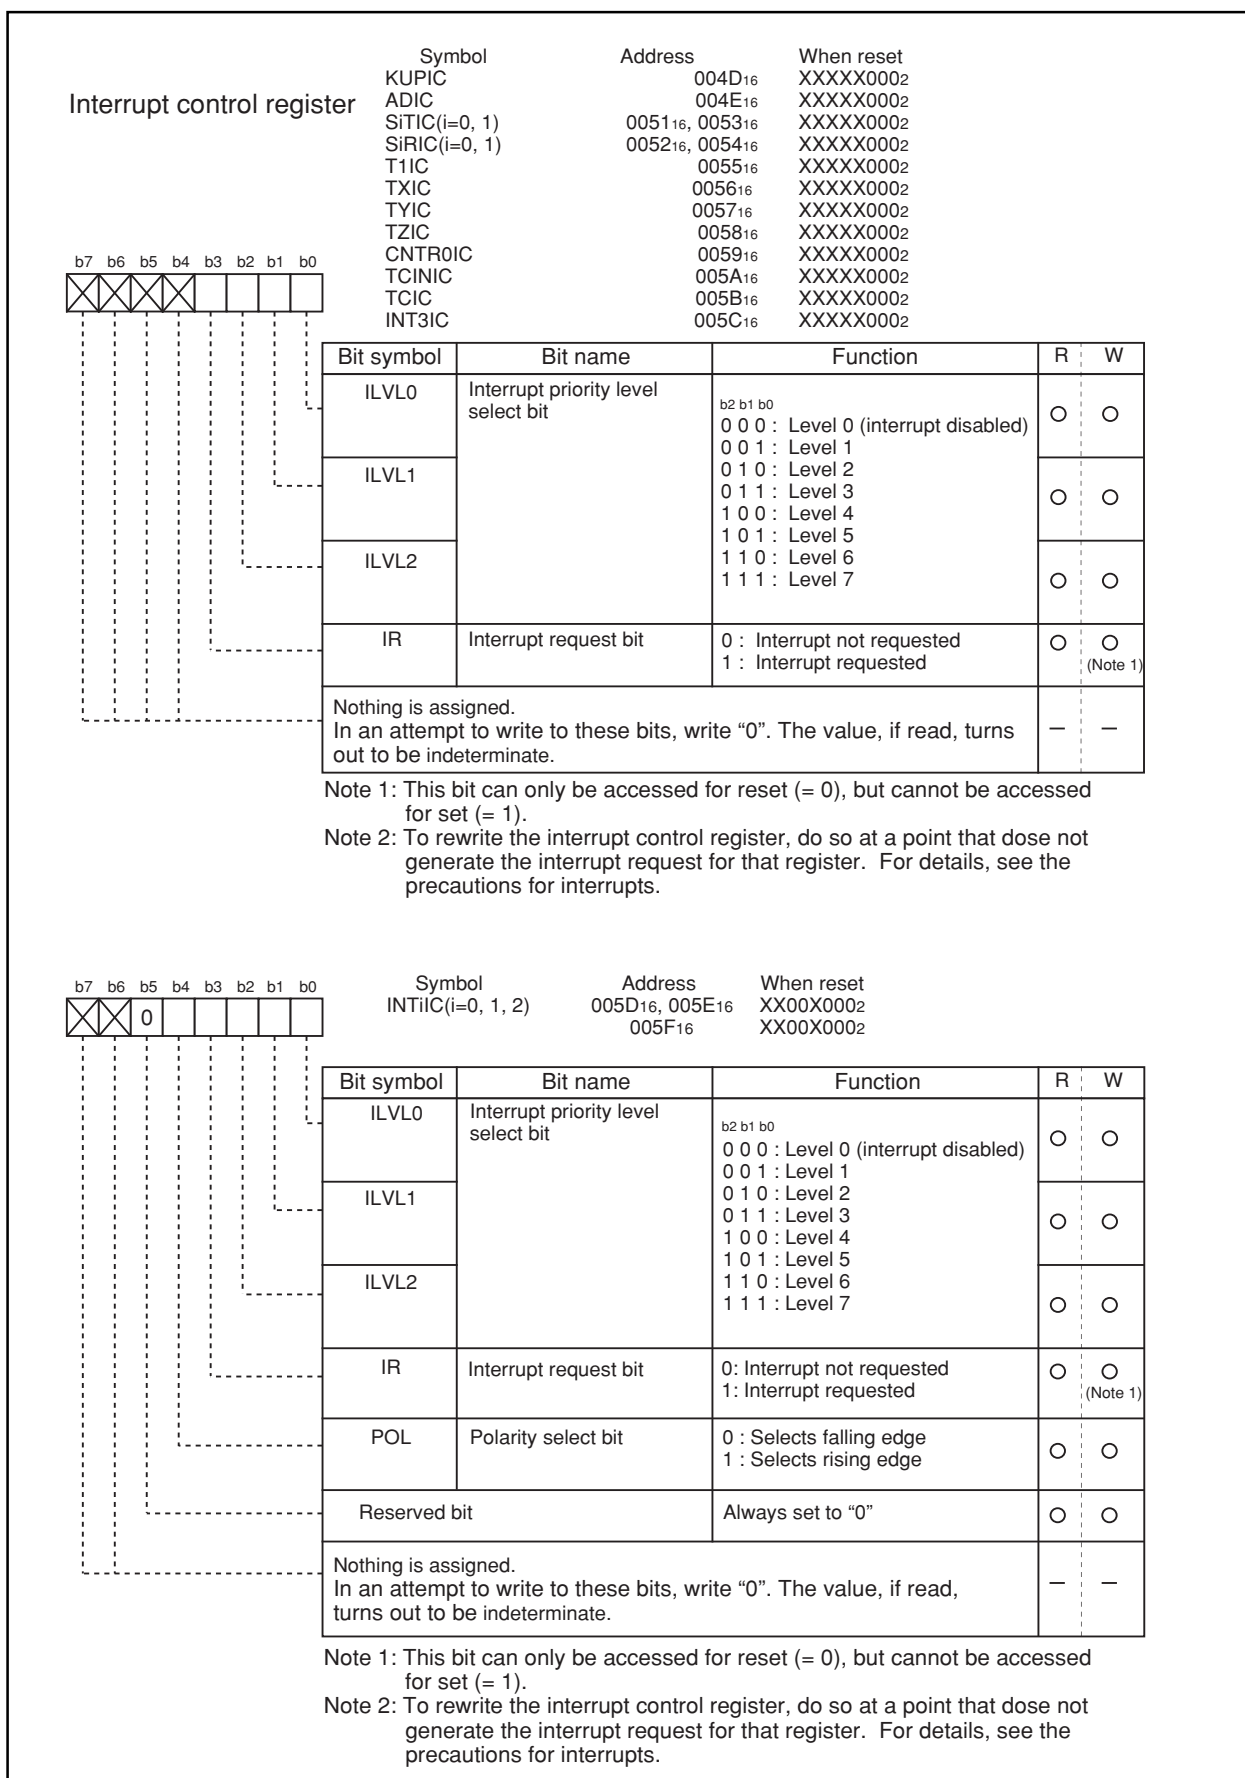 Interrupt control register
Symbol Address When reset
KUPIC 004D16 XXXXX0002
ADIC 004E16 XXXXX0002
SiTIC(i=0, 1) 005116, 005316 XXXXX0002
SiRIC(i=0, 1) 005216, 005416 XXXXX0002
T1IC 005516 XXXXX0002
TXIC 005616 XXXXX0002
TYIC 005716 XXXXX0002
TZIC 005816 XXXXX0002
CNTR0IC 005916 XXXXX0002
TCINIC 005A16 XXXXX0002
TCIC 005B16 XXXXX0002
INT3IC 005C16 XXXXX0002
b7 b6 b5 b4 b3 b2 b1 b0
Bit symbol Bit name Function R W
ILVL0 Interrupt priority level
select bit
b2 b1 b0
0 0 0 : Level 0 (interrupt disabled)
0 0 1 : Level 1
ILVL1 0 1 0 : Level 2
0 1 1 : Level 3
1 0 0 : Level 4
1 0 1 : Level 5
ILVL2 1 1 0 : Level 6
1 1 1 : Level 7
IR Interrupt request bit 0 : Interrupt not requested
1 : Interrupt requested (Note 1)
Nothing is assigned.
In an attempt to write to these bits, write “0”. The value, if read, turns
out to be indeterminate.
Note 1: This bit can only be accessed for reset (= 0), but cannot be accessed
for set (= 1).
Note 2: To rewrite the interrupt control register, do so at a point that dose not
generate the interrupt request for that register. For details, see the
precautions for interrupts.
Symbol Address When reset
INTiIC(i=0, 1, 2) 005D16, 005E16 XX00X0002
005F16 XX00X0002
b7 b6 b5 b4 b3 b2 b1 b0
0
Bit symbol Bit name Function R W
ILVL0 Interrupt priority level
select bit
b2 b1 b0
0 0 0 : Level 0 (interrupt disabled)
0 0 1 : Level 1
ILVL1 0 1 0 : Level 2
0 1 1 : Level 3
1 0 0 : Level 4
1 0 1 : Level 5
ILVL2 1 1 0 : Level 6
1 1 1 : Level 7
IR Interrupt request bit 0: Interrupt not requested
1: Interrupt requested (Note 1)
POL Polarity select bit 0 : Selects falling edge
1 : Selects rising edge
Reserved bit Always set to “0”
Nothing is assigned.
In an attempt to write to these bits, write “0”. The value, if read,
turns out to be indeterminate.
Note 1: This bit can only be accessed for reset (= 0), but cannot be accessed
for set (= 1).
Note 2: To rewrite the interrupt control register, do so at a point that dose not
generate the interrupt request for that register. For details, see the
precautions for interrupts.